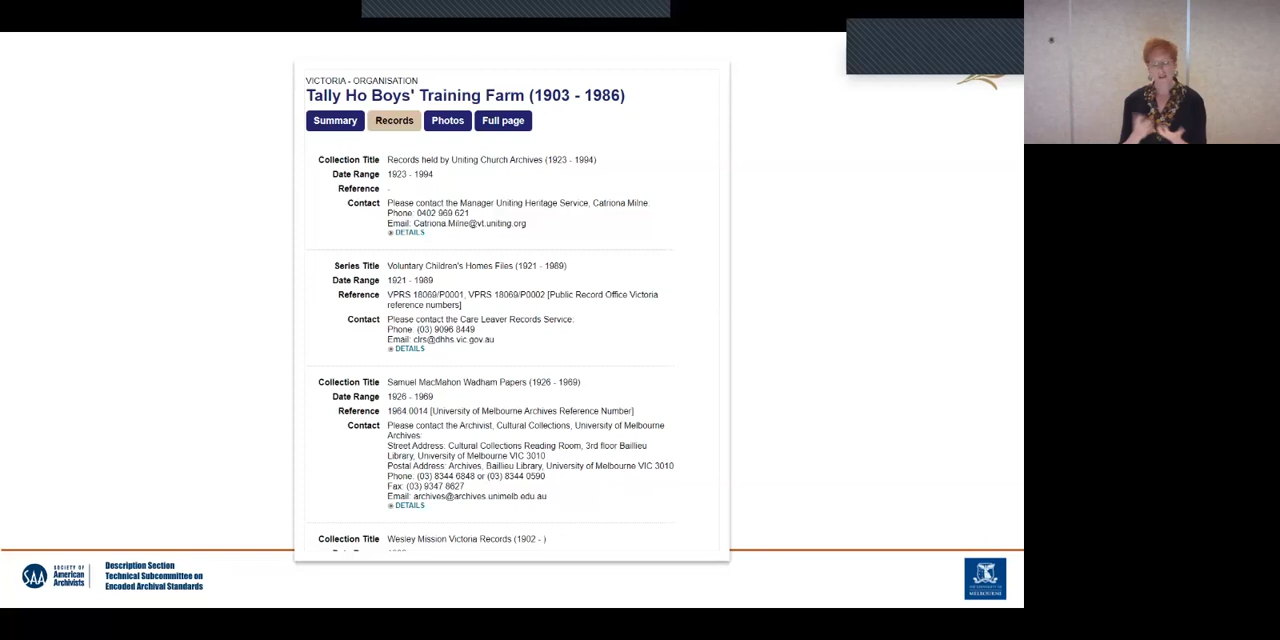 VICTORIA - ORGANISATION
Tally Ho Boys' Training Farm (1903 - 1986)
Summary Records Photos Full page
Collection Title Records held by Uniting Church Archives (1923 - 1994)
Date Range 1923 - 1994
Reference -
Contact Please contact the Manager Uniting Heritage Service, Catriona Milne.
Phone: 0402 969 621
Email: Catriona.Milne@vt.uniting.org
DETAILS
Series Title Voluntary Children's Homes Files (1921 - 1989)
Date Range 1921 - 1989
Reference VPRS 18069/P0001, VPRS 18069/P0002 [Public Record Office Victoria
reference numbers]
Contact Please contact the Care Leaver Records Service:
Phone: (03) 9096 8449
Email: clrs@dhhs.vic.gov.au
DETAILS
Collection Title Samuel MacMahon Wadham Papers (1926 - 1969)
Date Range 1926 - 1969
Reference 1964.0014 [University of Melbourne Archives Reference Number]
Contact Please contact the Archivist, Cultural Collections, University of Melbourne
Archives:
Street Address: Cultural Collections Reading Room, 3rd floor Baillieu
Library, University of Melbourne VIC 3010
Postal Address: Archives, Baillieu Library, University of Melbourne VIC 3010
Phone: (03) 8344 6848 or (03) 8344 0590
Fax: (03) 9347 8627
Email: archives@archives.unimelb.edu.au
DETAILS
Collection Title Wesley Mission Victoria Records (1902 - )
SAA
SOCIETY OF
American
Archivists
Description Section
Technical Subcommittee on
Encoded Archival Standards
MELBOURNE